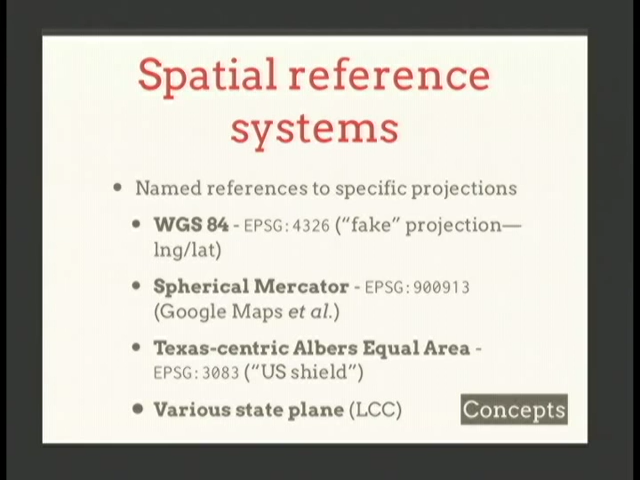 Spatial reference
systems
• Named references to specific projections
• WGS 84 - EPSG:4326 (“fake” projection—
lng/lat)
• Spherical Mercator - EPSG:900913
(Google Maps et al.)
• Texas-centric Albers Equal Area -
EPSG:3083 (“US shield”)
• Various state plane (LCC)
Concepts